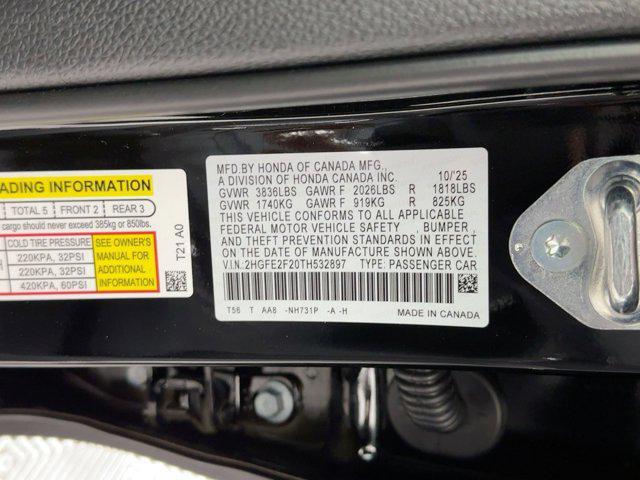 ADING INFORMATION
TOTAL 5 FRONT 2 REAR 3
cargo should never exceed 385kg or 850lbs.
COLD TIRE PRESSURE
220KPA, 32PSI
220KPA, 32PSI
420KPA, 60PSI
SEE OWNER'S
MANUAL FOR
ADDITIONAL
INFORMATION
T21 A0
MFD.BY HONDA OF CANADA MFG.
A DIVISION OF HONDA CANADA INC. 10/'25
GVWR 3836LBS GAWR F 2026LBS R 1818LBS
GVWR 1740KG GAWR F 919KG R 825KG
THIS VEHICLE CONFORMS TO ALL APPLICABLE
FEDERAL MOTOR VEHICLE SAFETY , BUMPER ,
AND THEFT PREVENTION STANDARDS IN EFFECT
ON THE DATE OF MANUFACTURE SHOWN ABOVE.
V.I.N. 2HGFE2F20TH532897 TYPE: PASSENGER CAR
T56 T AA8 -NH731P -A -H
MADE IN CANADA